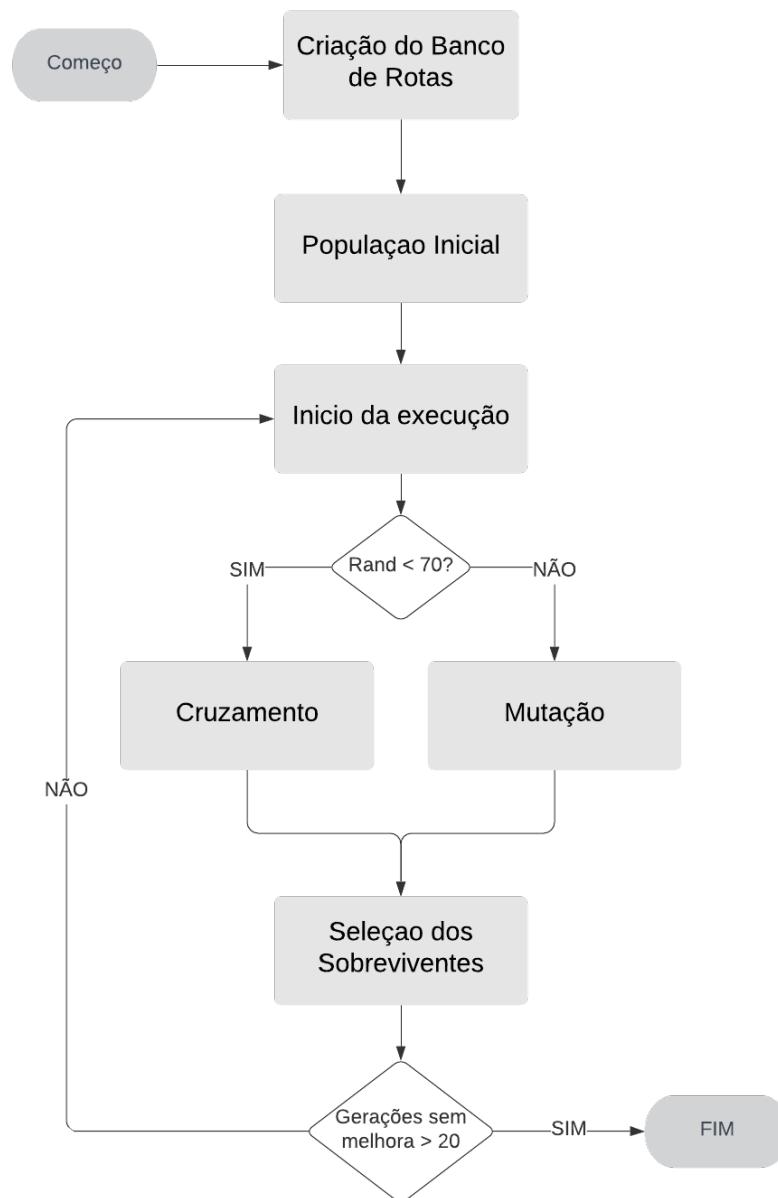 Começo
Criação do Banco
de Rotas
Populaçao Inicial
Inicio da execução
Rand < 70?
SIM
NÃO
Cruzamento
Mutação
NÃO
Seleçao dos
Sobreviventes
Gerações sem
melhora > 20
SIM
FIM